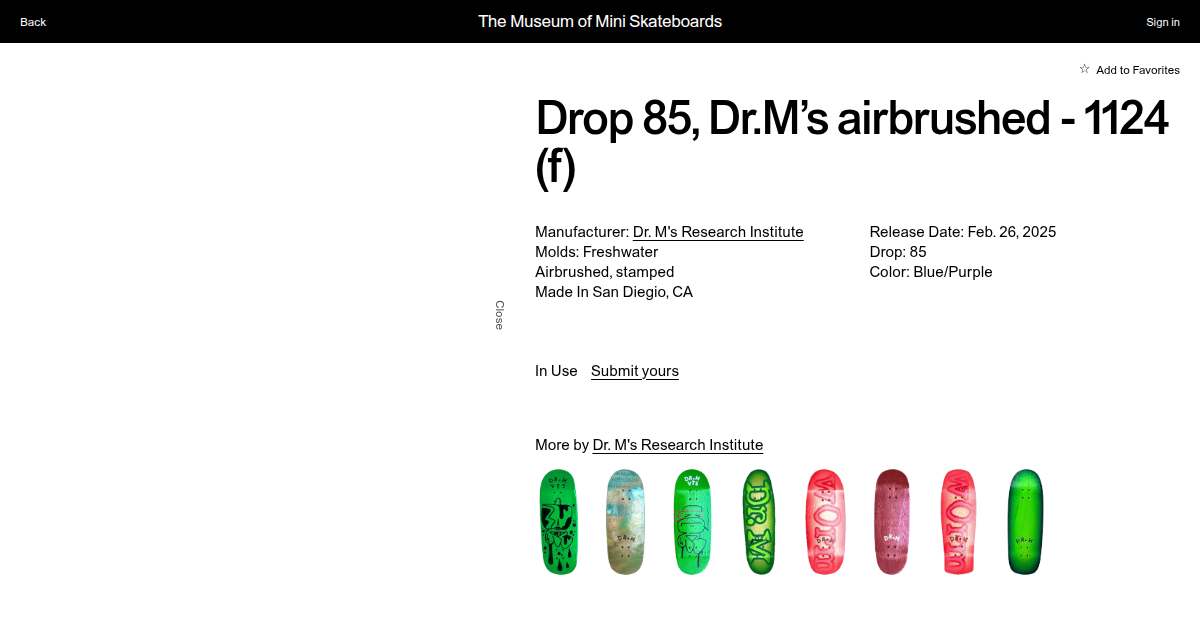 Back
The Museum of Mini Skateboards
Sign in
☆ Add to Favorites
Drop 85, Dr.M’s airbrushed - 1124
(f)
Manufacturer: Dr. M's Research Institute
Molds: Freshwater
Airbrushed, stamped
Made In San Diegio, CA
Release Date: Feb. 26, 2025
Drop: 85
Color: Blue/Purple
Close
In Use Submit yours
More by Dr. M's Research Institute